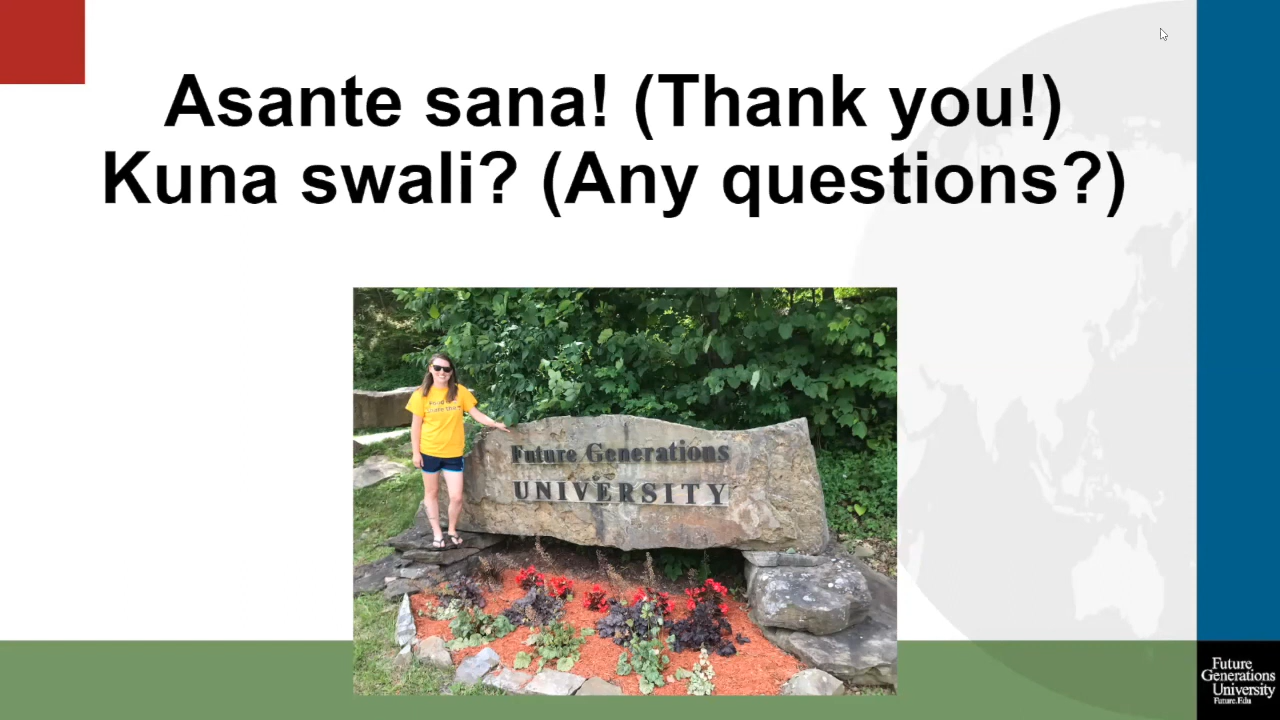 Asante sana! (Thank you!)
Kuna swali? (Any questions?)
Future Generations
UNIVERSITY
Future
Generations
University
Future.Edu